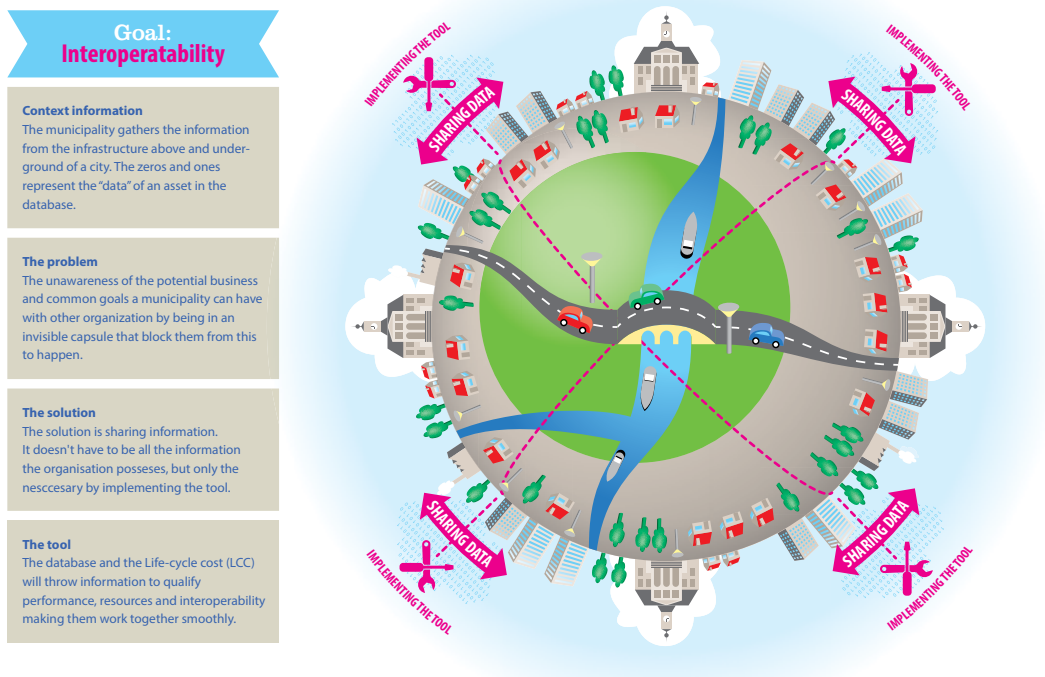 Goal:
Interoperatability
Context information
The municipality gathers the information
from the infrastructure above and under-
ground of a city. The zeros and ones
represent the “data” of an asset in the
database.
The problem
The unawareness of the potential business
and common goals a municipality can have
with other organization by being in an
invisible capsule that block them from this
to happen.
The solution
The solution is sharing information.
It doesn't have to be all the information
the organisation posseses, but only the
nesccesary by implementing the tool.
The tool
The database and the Life-cycle cost (LCC)
will throw information to qualify
performance, resources and interoperability
making them work together smoothly.
IMPLEMENTING THE TOOL
SHARING DATA
IMPLEMENTING THE TOOL
SHARING DATA
SHARING DATA
IMPLEMENTING THE TOOL
SHARING DATA
IMPLEMENTING THE TOOL